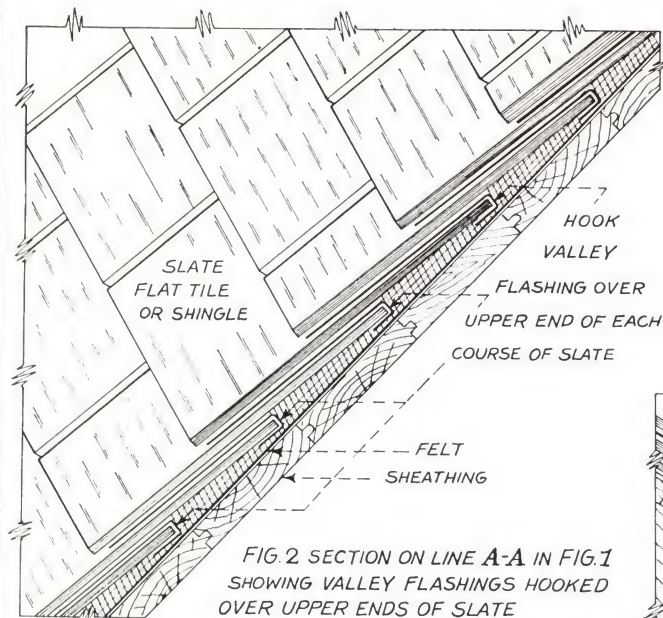 SLATE
FLAT TILE
OR SHINGLE
HOOK
VALLEY
FLASHING OVER
UPPER END OF EACH
COURSE OF SLATE
FELT
SHEATHING
FIG. 2 SECTION ON LINE A-A IN FIG. 1
SHOWING VALLEY FLASHINGS HOOKED
OVER UPPER ENDS OF SLATE